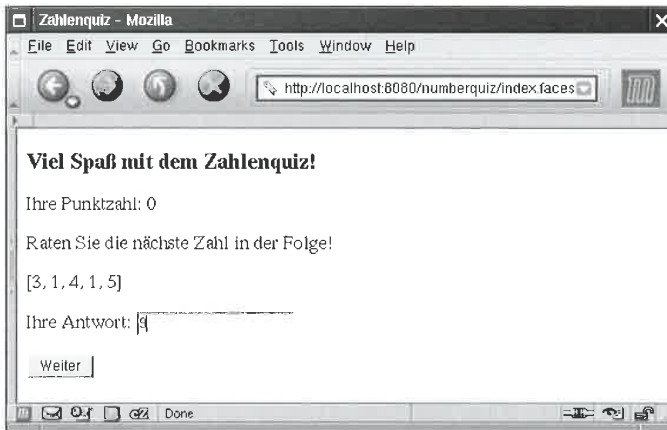 Zahlenquiz - Mozilla
File Edit View Go Bookmarks Tools Window Help
http://localhost:8080/numberquiz/index.faces
Viel Spaß mit dem Zahlenquiz!
Ihre Punktzahl: 0
Raten Sie die nächste Zahl in der Folge!
[3, 1, 4, 1, 5]
Ihre Antwort: 9
Weiter
Done